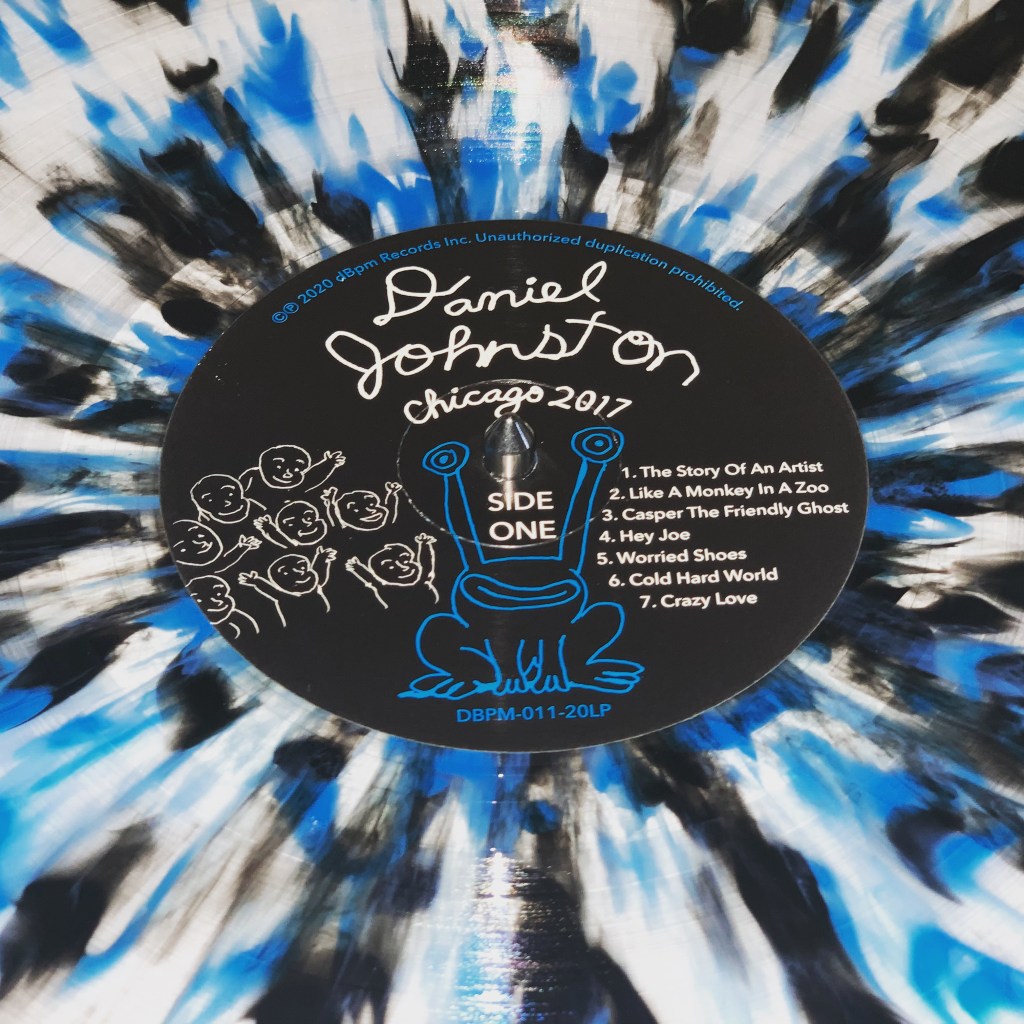 ©℗ 2020 dBpm Records Inc. Unauthorized duplication prohibited.
Daniel
Johnston
chicago 2017
SIDE
ONE
1. The Story Of An Artist
2. Like A Monkey In A Zoo
3. Casper The Friendly Ghost
4. Hey Joe
5. Worried Shoes
6. Cold Hard World
7. Crazy Love
DBPM-011-20LP